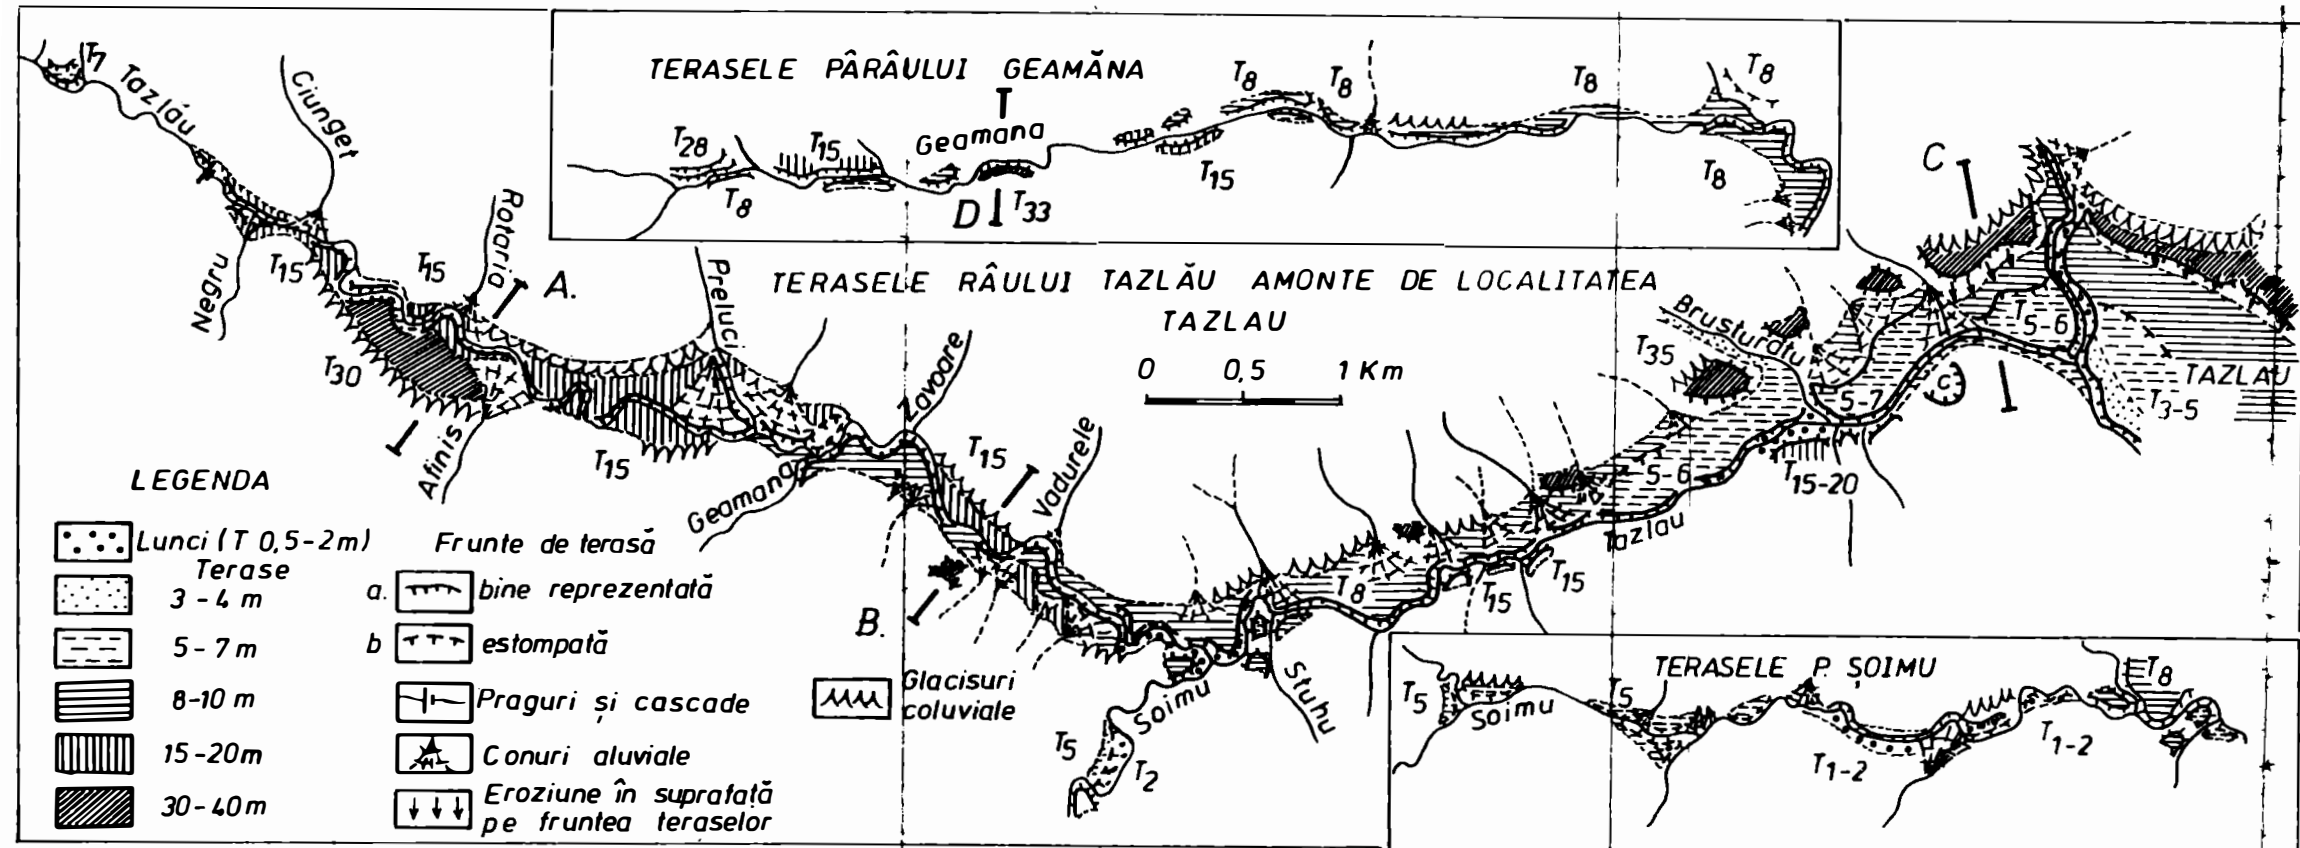 TERASELE PÂRÂULUI GEAMĂNA
T28
T8
T15
Geamana
D
T33
T15
T8
T8
T8
T8
T8
TERASELE RÂULUI TAZLĂU AMONTE DE LOCALITATEA
TAZLAU
0 0,5 1 Km
T7
Tazlău
Ciunget
Negru
T15
T15
Rotaria
A.
T30
Afinis
Preluci
T15
Geamana
Zavoare
T15
Vadurele
B.
Soimu
T5
T2
Stuhu
T8
T15
T15
Tazlau
5-6
T15-20
T35
Brusturatu
5-7
C
C
T5-6
TAZLAU
T3-5
LEGENDA
Lunci (T 0,5-2m)
Terase
3-4 m
5-7 m
8-10 m
15-20m
30-40 m
Frunte de terasă
a. bine reprezentată
b estompată
Praguri și cascade
Conuri aluviale
Eroziune în suprafață
pe fruntea teraselor
Glacisuri
coluviale
TERASELE P. ȘOIMU
T5
Soimu
T5
T1-2
T1-2
T8